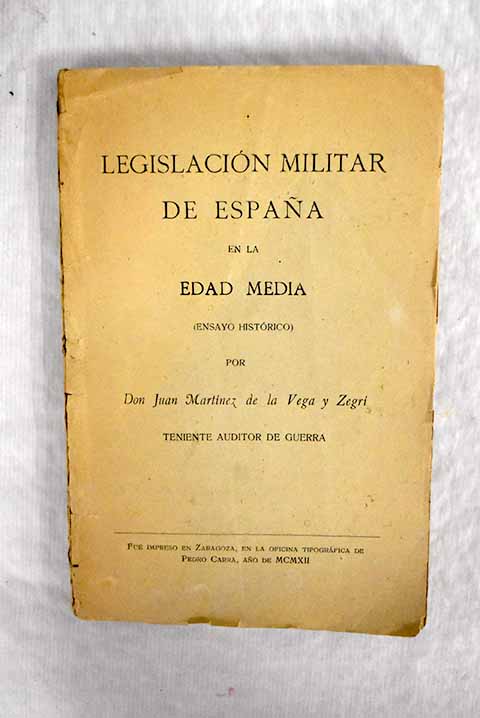 LEGISLACIÓN MILITAR
DE ESPAÑA
EN LA
EDAD MEDIA
(ENSAYO HISTÓRICO)
POR
Don Juan Martínez de la Vega y Zegrí
TENIENTE AUDITOR DE GUERRA
FUÉ IMPRESO EN ZARAGOZA, EN LA OFICINA TIPOGRÁFICA DE
PEDRO CARRA, AÑO DE MCMXII